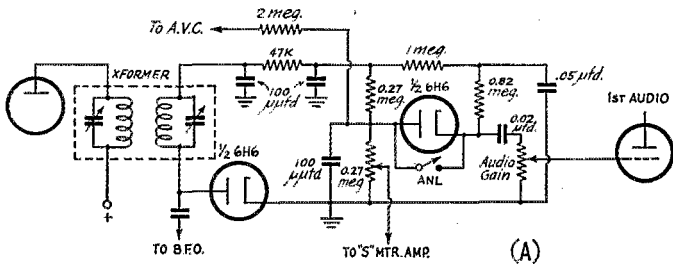 2 meg.
To A.V.C.
47K
1 meg.
XFORMER
100
μμfd
0.27
meg.
½ 6H6
0.82
meg.
.05 μfd.
1ST AUDIO
0.02
μfd.
½ 6H6
100
μμfd
0.27
meg
ANL
Audio
Gain
+
TO B.F.O.
TO "S" MTR. AMP.
(A)